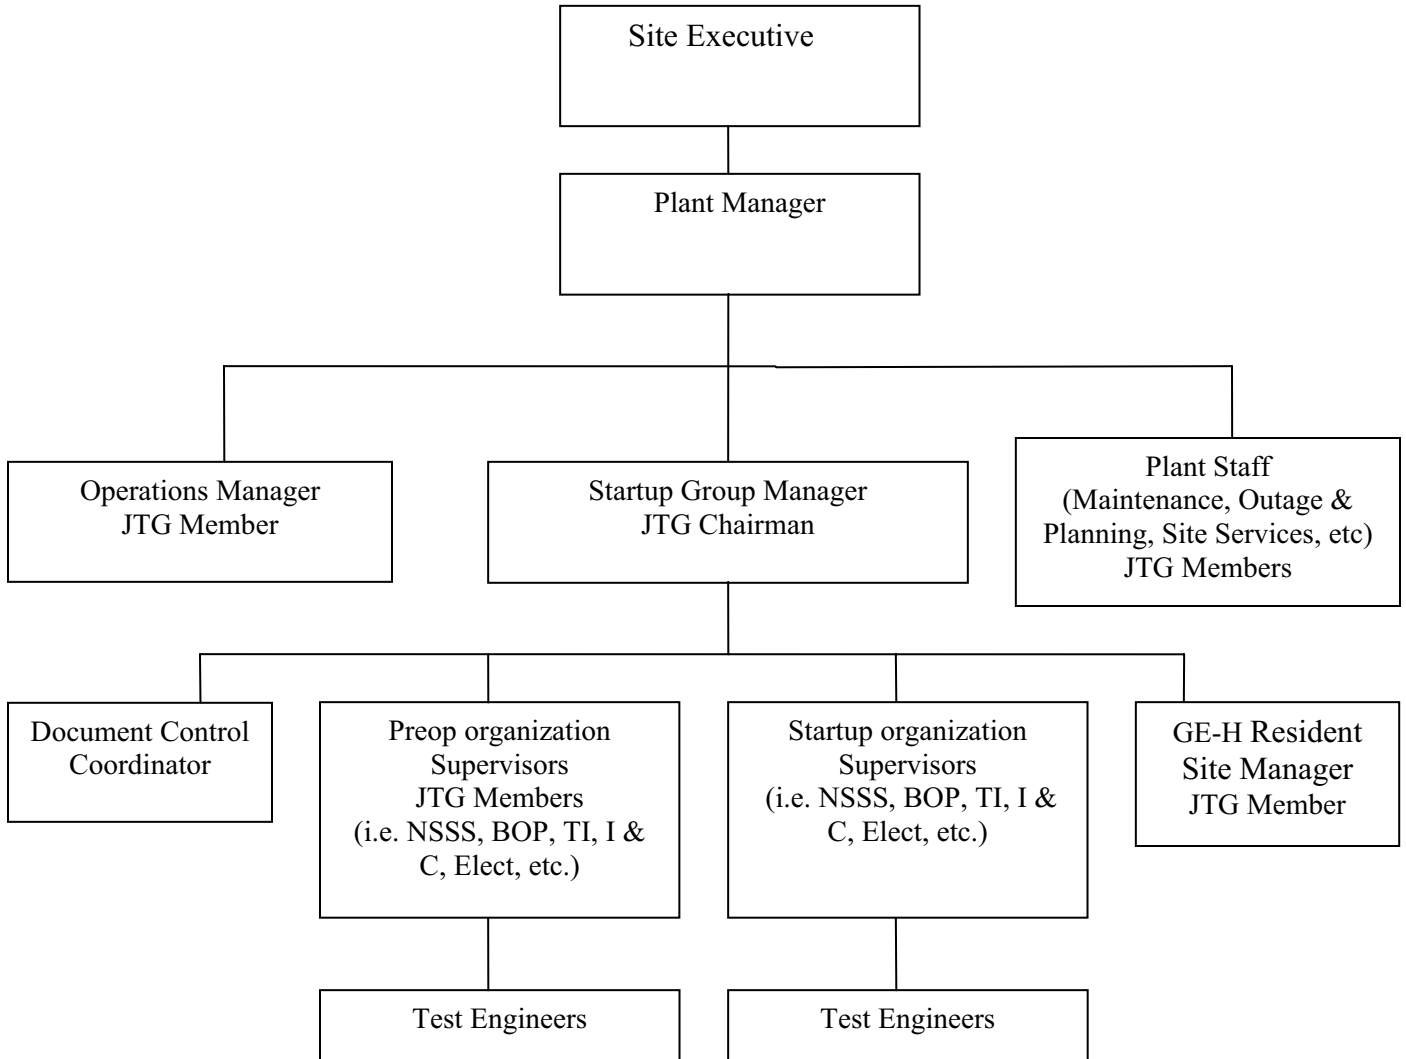 Site Executive
Plant Manager
Operations Manager
JTG Member
Startup Group Manager
JTG Chairman
Plant Staff
(Maintenance, Outage &
Planning, Site Services, etc)
JTG Members
Document Control
Coordinator
Preop organization
Supervisors
JTG Members
(i.e. NSSS, BOP, TI, I &
C, Elect, etc.)
Startup organization
Supervisors
(i.e. NSSS, BOP, TI, I &
C, Elect, etc.)
GE-H Resident
Site Manager
JTG Member
Test Engineers
Test Engineers